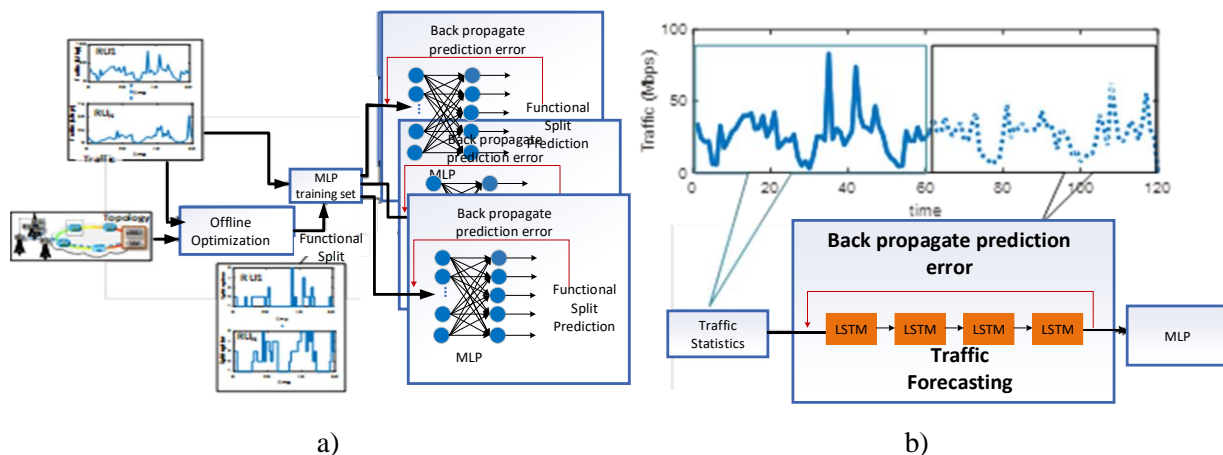 RU1
RU
Traffic
Topology
Offline
Optimization
Functional
Split
RU1
RU
MLP
training set
Back propagate
prediction error
Functional
Split
Prediction
MLP
Back propagate
prediction error
Back propagate
prediction error
Functional
Split
Prediction
MLP
a)
Traffic (Mbps)
100
50
0
0
20
40
60
80
100
120
time
Back propagate prediction
error
Traffic
Statistics
LSTM
LSTM
LSTM
LSTM
MLP
Traffic
Forecasting
b)